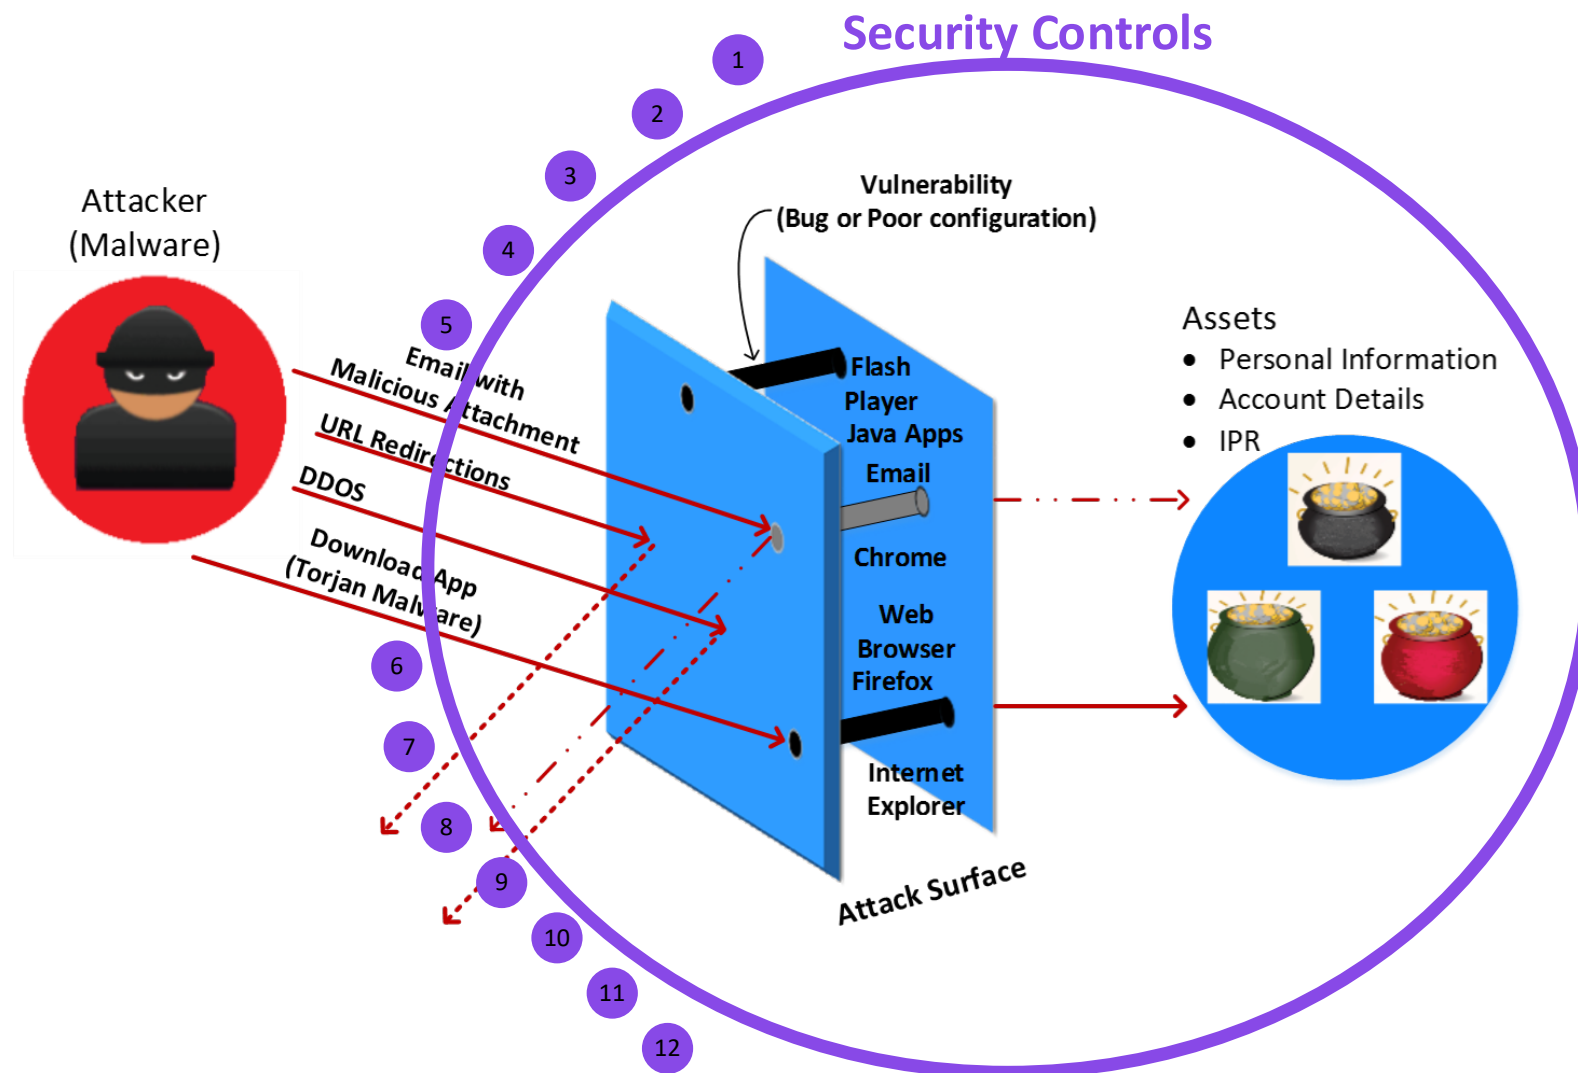 Security Controls
1
2
3
4
5
Attacker
(Malware)
Vulnerability
(Bug or Poor configuration)
Email with
Malicious Attachment
URL Redirections
DDOS
Download App
(Torjan Malware)
Flash
Player
Java Apps
Email
Chrome
Web
Browser
Firefox
Internet
Explorer
Attack Surface
Assets
• Personal Information
• Account Details
• IPR
6
7
8
9
10
11
12